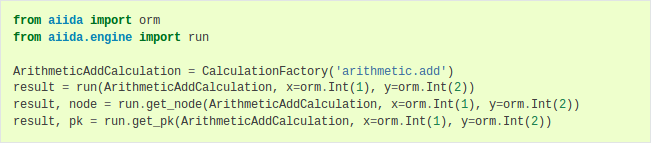 from aiida import orm
from aiida.engine import run
ArithmeticAddCalculation = CalculationFactory('arithmetic.add')
result = run(ArithmeticAddCalculation, x=orm.Int(1), y=orm.Int(2))
result, node = run.get_node(ArithmeticAddCalculation, x=orm.Int(1), y=orm.Int(2))
result, pk = run.get_pk(ArithmeticAddCalculation, x=orm.Int(1), y=orm.Int(2))